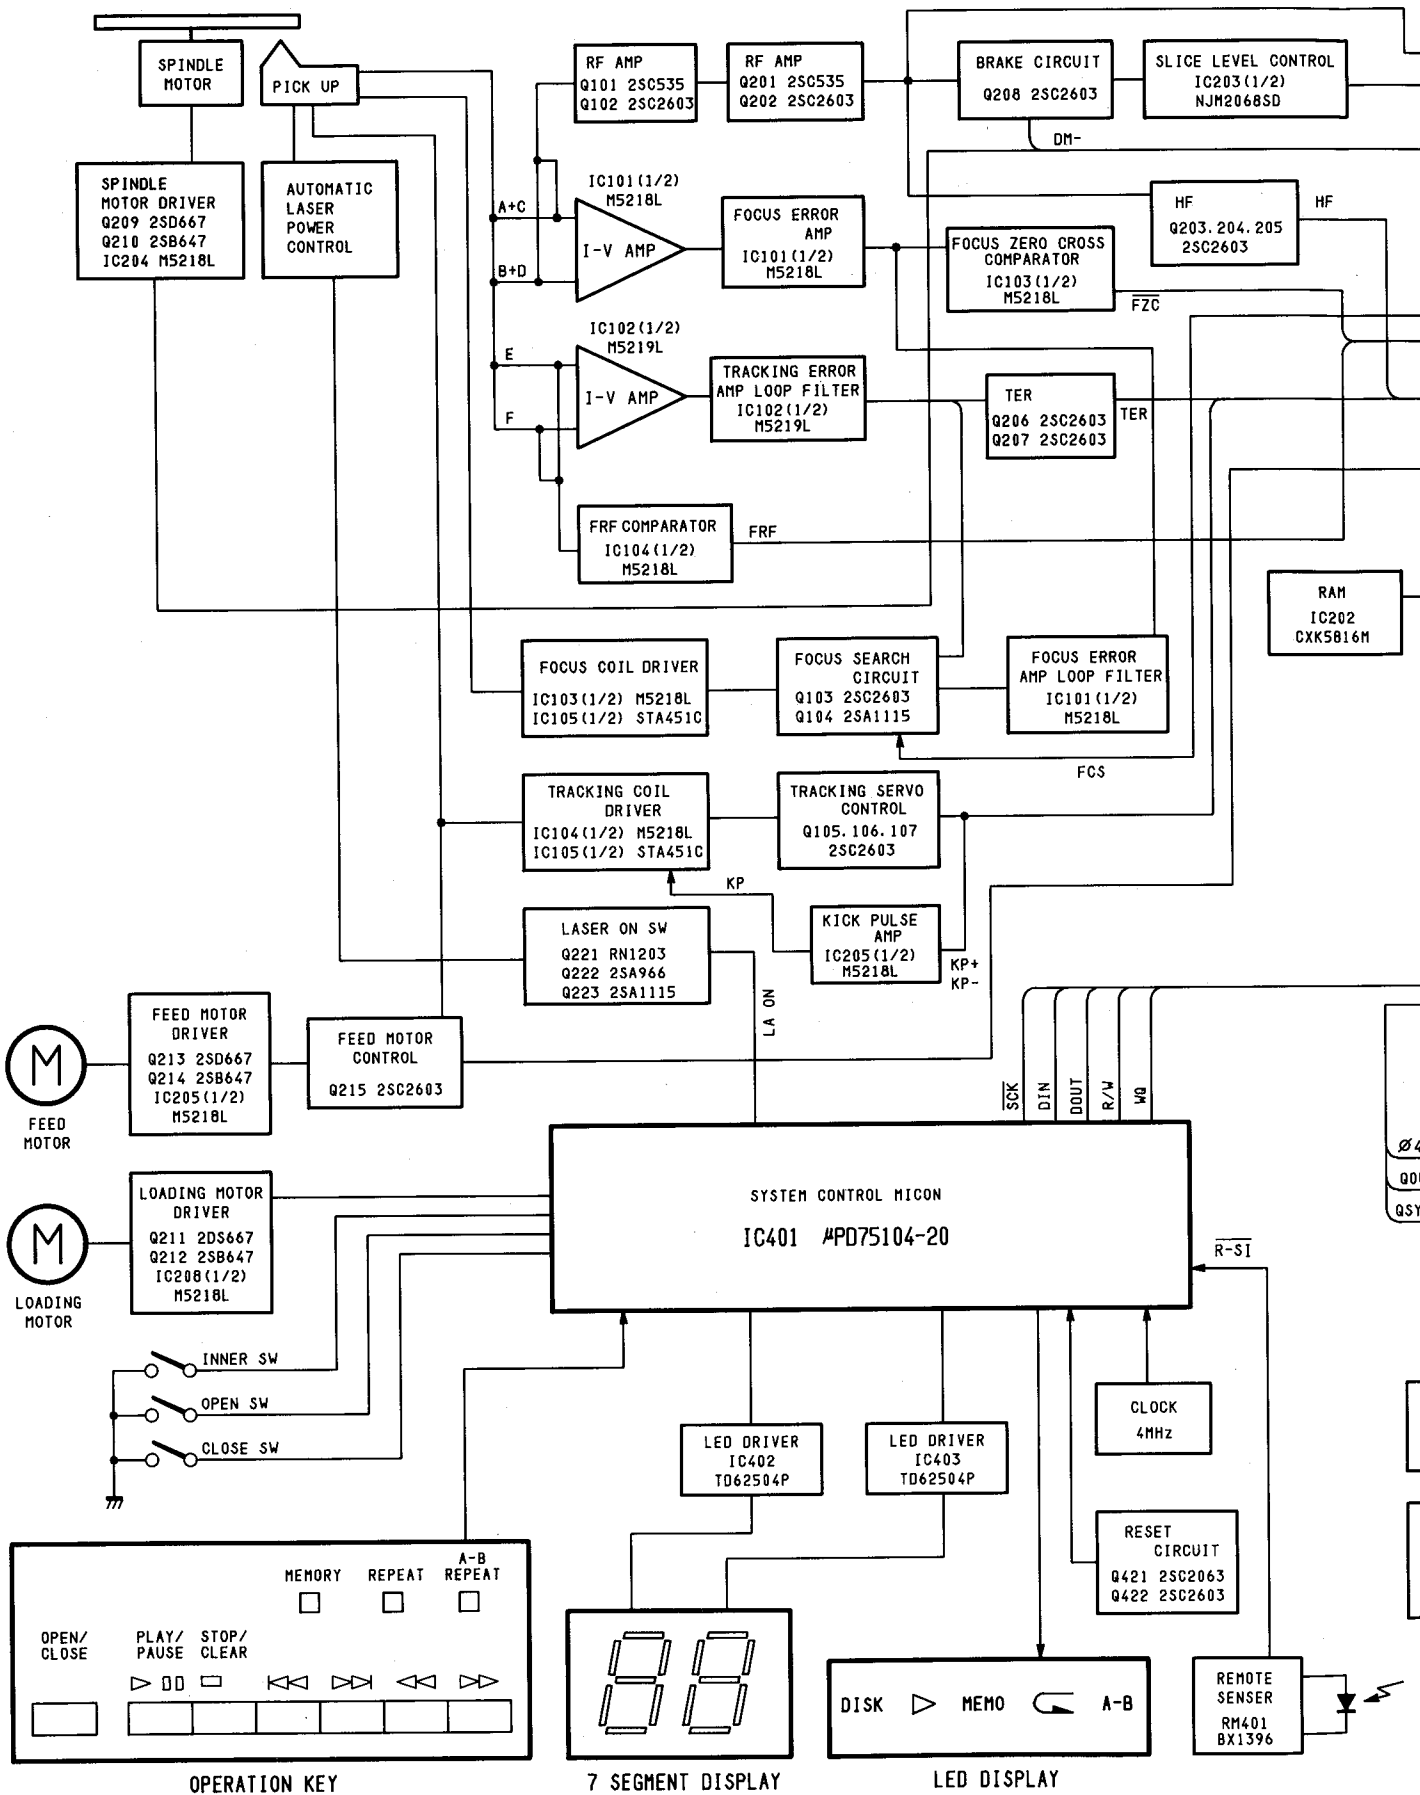 SPINDLE
MOTOR
PICK UP
RF AMP
Q101 2SC535
Q102 2SC2603
RF AMP
Q201 2SC535
Q202 2SC2603
BRAKE CIRCUIT
Q208 2SC2603
SLICE LEVEL CONTROL
IC203(1/2)
NJM2068SD
DM-
SPINDLE
MOTOR DRIVER
Q209 2SD667
Q210 2SB647
IC204 M5218L
AUTOMATIC
LASER
POWER
CONTROL
A+C
B+D
IC101(1/2)
M5218L
I-V AMP
FOCUS ERROR
AMP
IC101(1/2)
M5218L
FOCUS ZERO CROSS
COMPARATOR
IC103(1/2)
M5218L
FZC
HF
Q203.204.205
2SC2603
HF
IC102(1/2)
M5219L
E
F
I-V AMP
TRACKING ERROR
AMP LOOP FILTER
IC102(1/2)
M5219L
TER
Q206 2SC2603
Q207 2SC2603
TER
FRF COMPARATOR
IC104(1/2)
M5218L
FRF
RAM
IC202
CXK5816M
FOCUS COIL DRIVER
IC103(1/2) M5218L
IC105(1/2) STA451C
FOCUS SEARCH
CIRCUIT
Q103 2SC2603
Q104 2SA1115
FOCUS ERROR
AMP LOOP FILTER
IC101(1/2)
M5218L
FCS
TRACKING COIL
DRIVER
IC104(1/2) M5218L
IC105(1/2) STA451C
TRACKING SERVO
CONTROL
Q105.106.107
2SC2603
KP
LASER ON SW
Q221 RN1203
Q222 2SA966
Q223 2SA1115
KICK PULSE
AMP
IC205(1/2)
M5218L
KP+
KP-
LA ON
FEED MOTOR
DRIVER
Q213 2SD667
Q214 2SB647
IC205(1/2)
M5218L
FEED MOTOR
CONTROL
Q215 2SC2603
M
FEED
MOTOR
SCK
DIN
DOUT
R/W
WQ
Ø4
QO
QSY
LOADING MOTOR
DRIVER
Q211 2DS667
Q212 2SB647
IC208(1/2)
M5218L
M
LOADING
MOTOR
SYSTEM CONTROL MICON
IC401 µPD75104-20
R-SI
INNER SW
OPEN SW
CLOSE SW
LED DRIVER
IC402
TD62504P
LED DRIVER
IC403
TD62504P
CLOCK
4MHz
RESET
CIRCUIT
Q421 2SC2063
Q422 2SC2603
MEMORY
REPEAT
A-B
REPEAT
OPEN/
CLOSE
PLAY/
PAUSE
STOP/
CLEAR
OPERATION KEY
88
7 SEGMENT DISPLAY
DISK
MEMO
A-B
LED DISPLAY
REMOTE
SENSER
RM401
BX1396